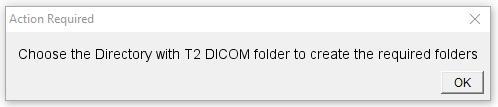 Action Required
Choose the Directory with T2 DICOM folder to create the required folders
OK